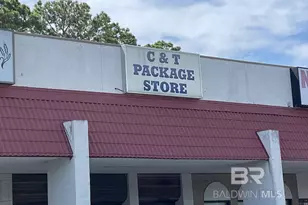 C & T
PACKAGE
STORE
BR
BALDWIN MLS